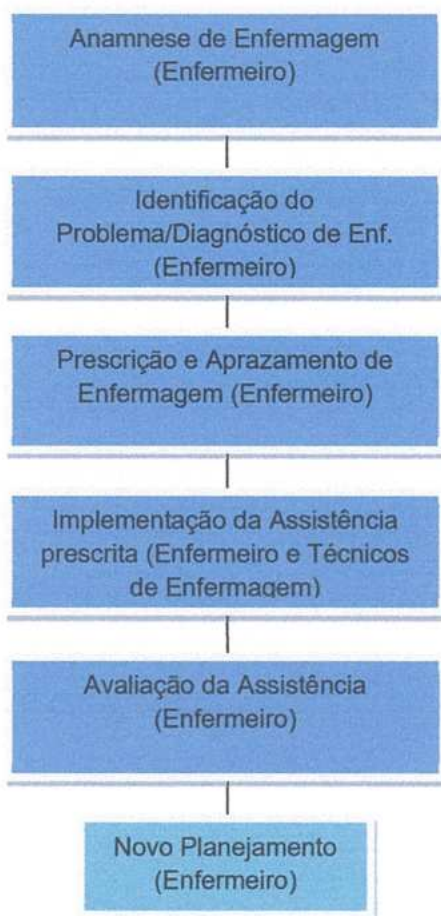 Anamnese de Enfermagem
(Enfermeiro)
Identificação do
Problema/Diagnóstico de Enf.
(Enfermeiro)
Prescrição e Aprazamento de
Enfermagem (Enfermeiro)
Implementação da Assistência
prescrita (Enfermeiro e Técnicos
de Enfermagem)
Avaliação da Assistência
(Enfermeiro)
Novo Planejamento
(Enfermeiro)